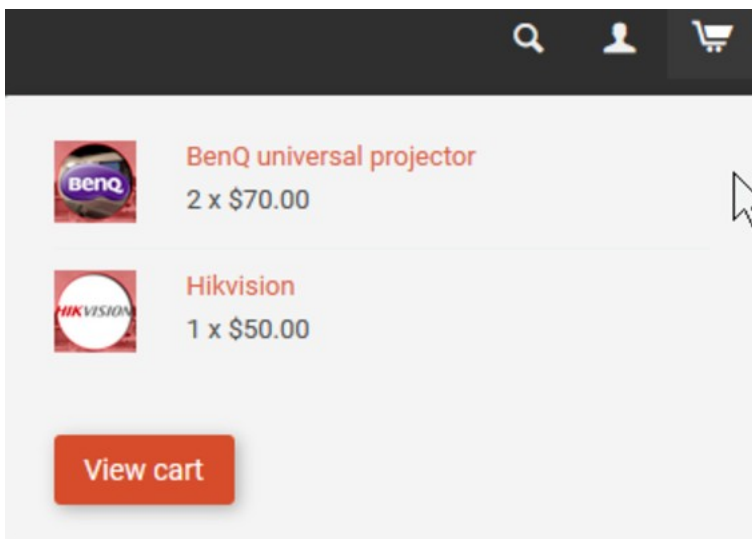 BenQ
BenQ universal projector
2 x $70.00
HIKVISION
Hikvision
1 x $50.00
View cart